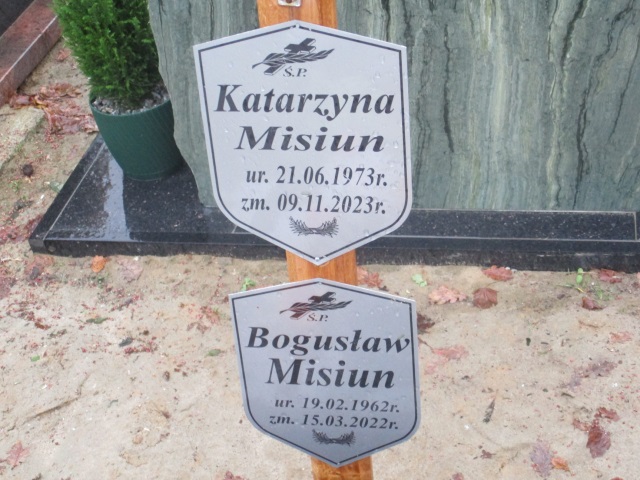 Ś.P.
Katarzyna
Misiun
ur. 21.06.1973r.
zm. 09.11.2023r.
Ś.P.
Bogusław
Misiun
ur. 19.02.1962r.
zm. 15.03.2022r.